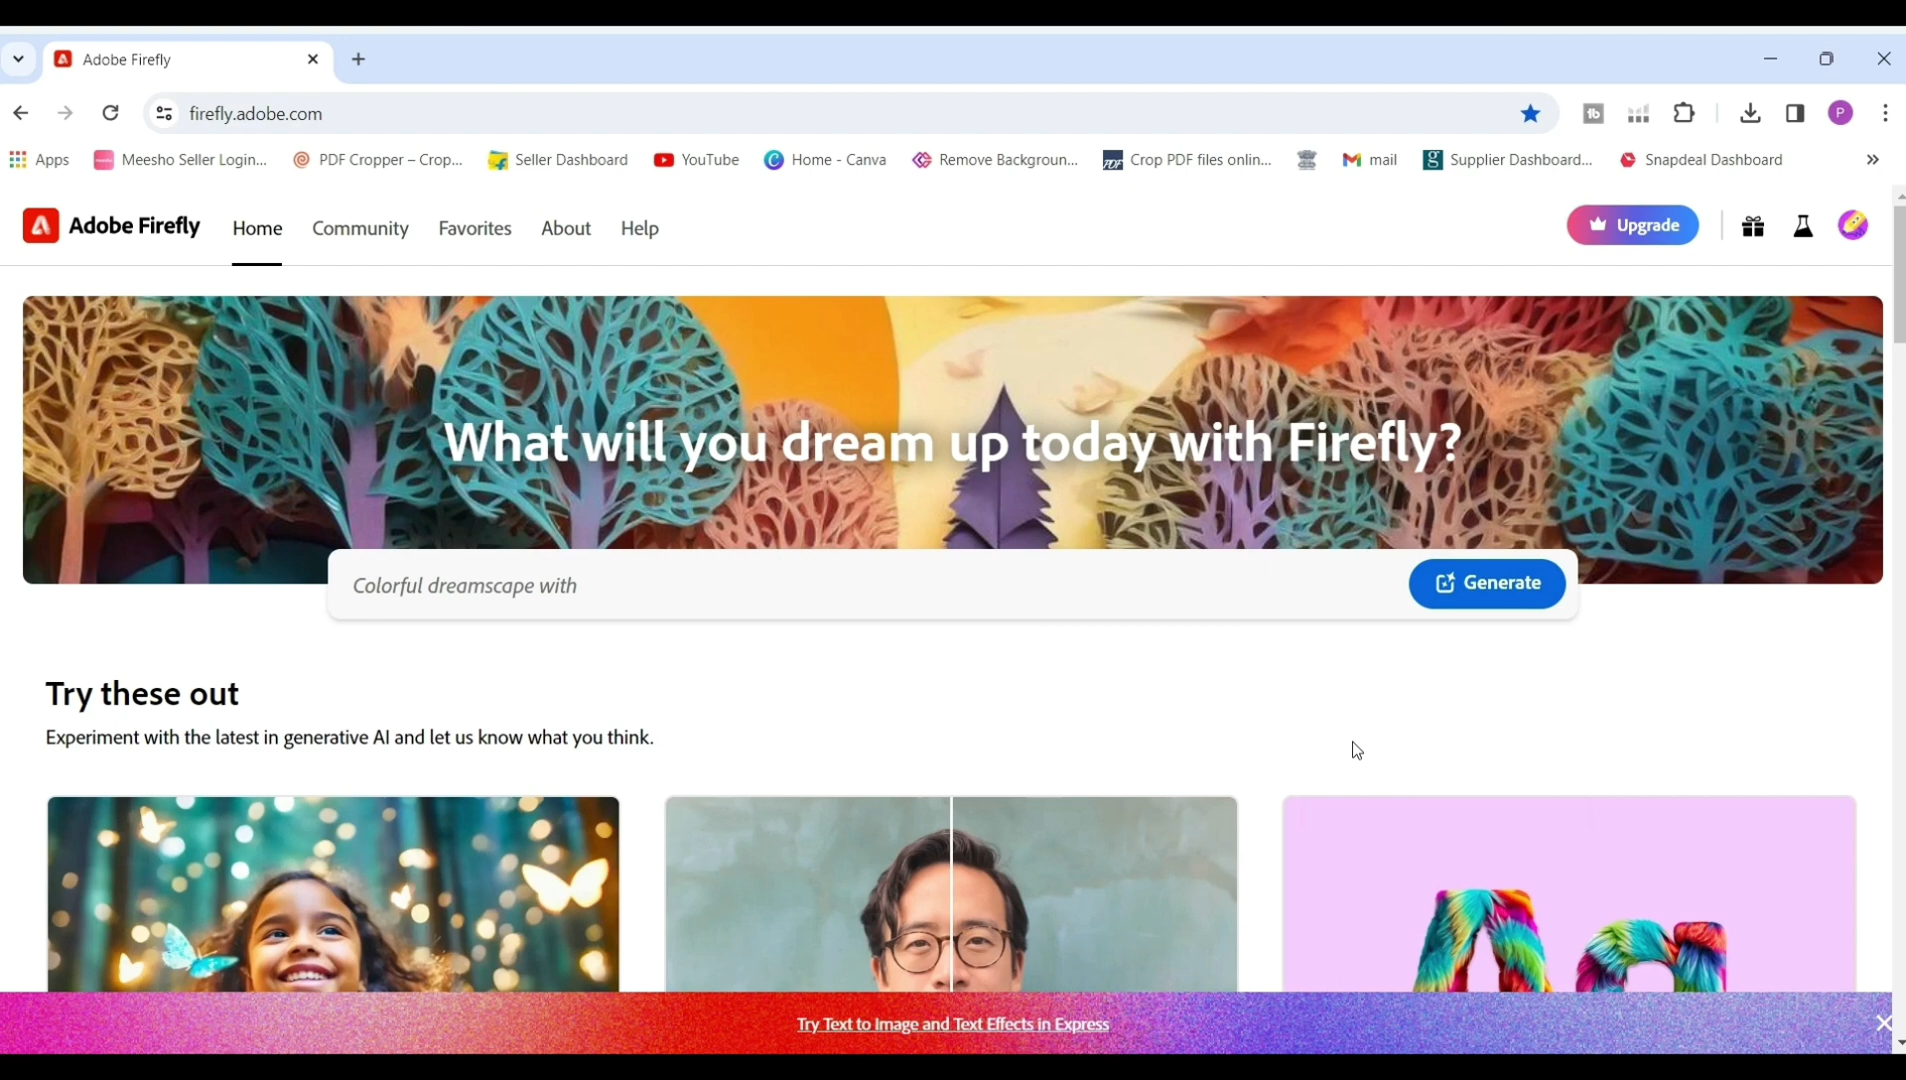 Adobe Firefly
firefly.adobe.com
Apps Meesho Seller Login... PDF Cropper – Crop... Seller Dashboard YouTube Home - Canva Remove Backgroun... Crop PDF files onlin... mail Supplier Dashboard... Snapdeal Dashboard
Adobe Firefly Home Community Favorites About Help Upgrade
What will you dream up today with Firefly?
Colorful dreamscape with Generate
Try these out
Experiment with the latest in generative AI and let us know what you think.
Try Text to Image and Text Effects in Express